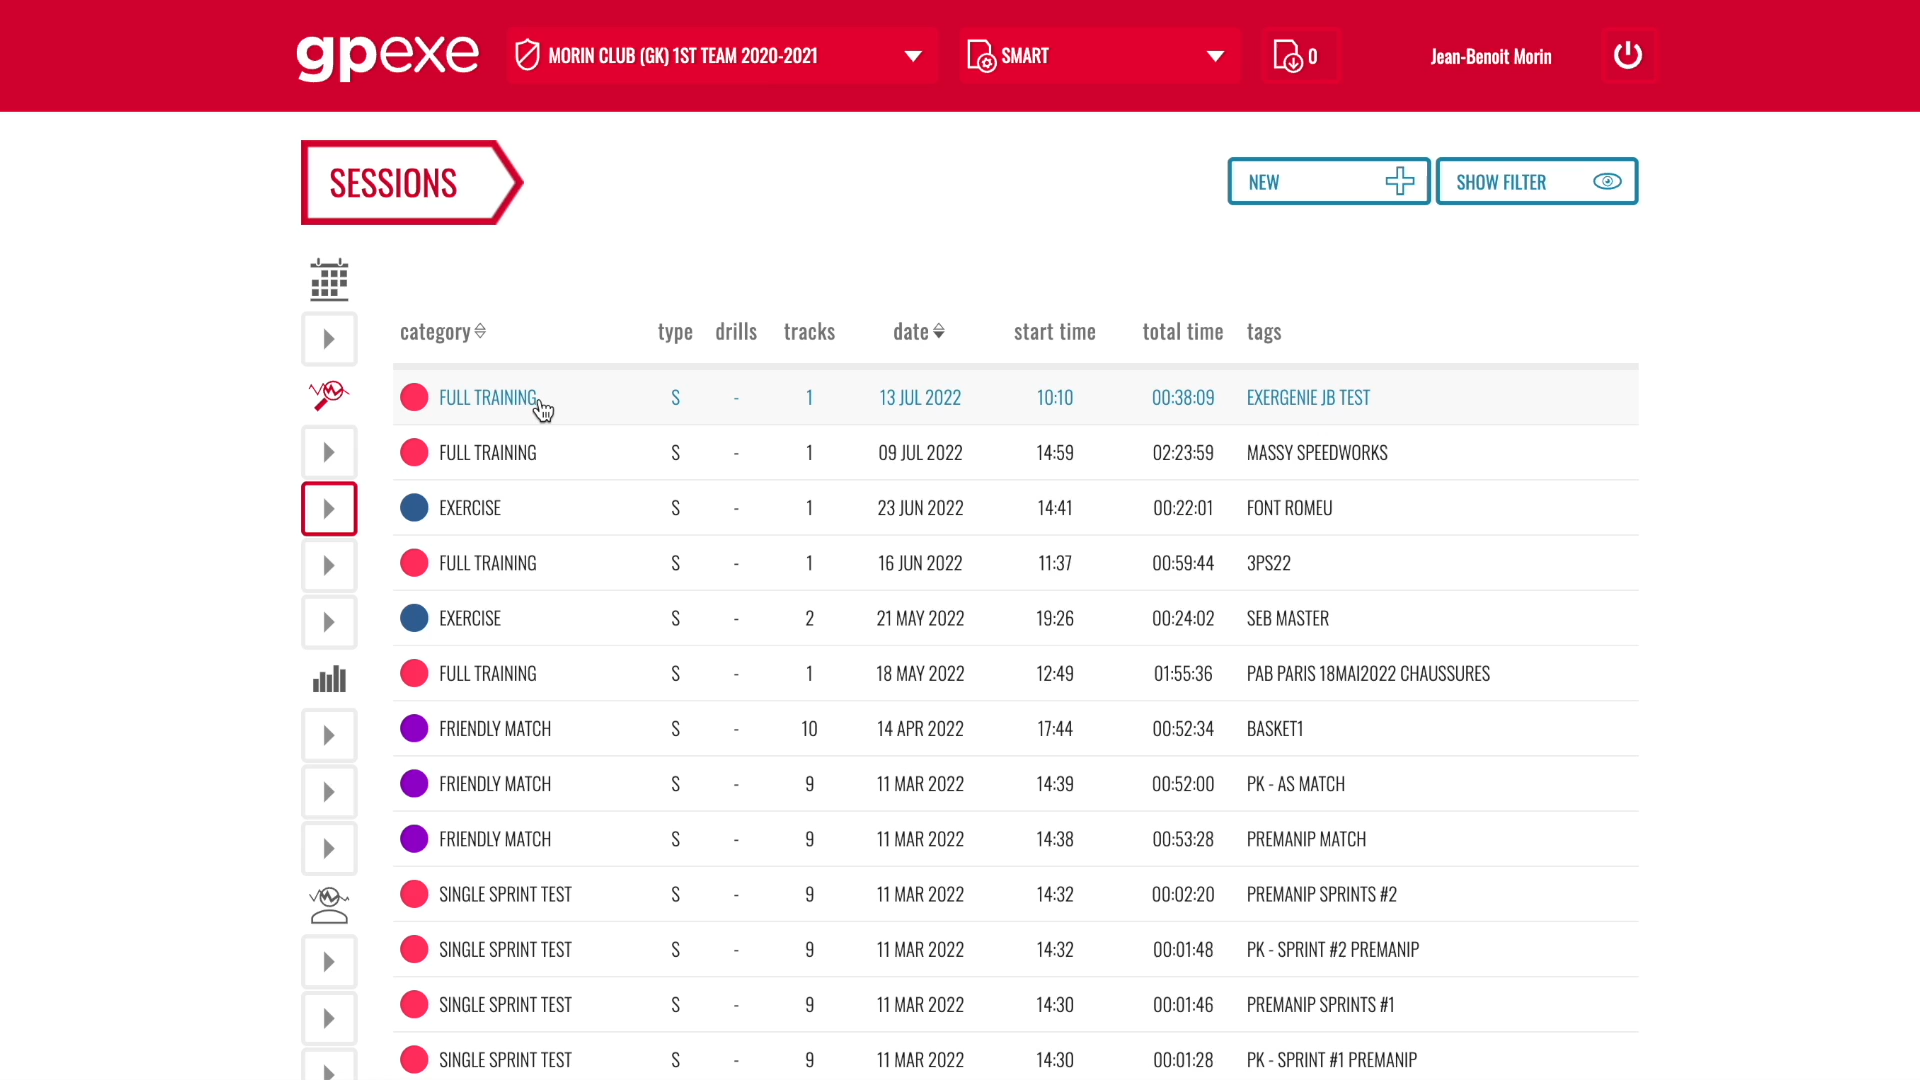 gpexe MORIN CLUB (GK) 1ST TEAM 2020-2021 SMART 0 Jean-Benoit Morin
SESSIONS NEW SHOW FILTER
category type drills tracks date start time total time tags
FULL TRAINING S - 1 13 JUL 2022 10:10 00:38:09 EXERGENIE JB TEST
FULL TRAINING S - 1 09 JUL 2022 14:59 02:23:59 MASSY SPEEDWORKS
EXERCISE S - 1 23 JUN 2022 14:41 00:22:01 FONT ROMEU
FULL TRAINING S - 1 16 JUN 2022 11:37 00:59:44 3PS22
EXERCISE S - 2 21 MAY 2022 19:26 00:24:02 SEB MASTER
FULL TRAINING S - 1 18 MAY 2022 12:49 01:55:36 PAB PARIS 18MAI2022 CHAUSSURES
FRIENDLY MATCH S - 10 14 APR 2022 17:44 00:52:34 BASKET1
FRIENDLY MATCH S - 9 11 MAR 2022 14:39 00:52:00 PK - AS MATCH
FRIENDLY MATCH S - 9 11 MAR 2022 14:38 00:53:28 PREMANIP MATCH
SINGLE SPRINT TEST S - 9 11 MAR 2022 14:32 00:02:20 PREMANIP SPRINTS #2
SINGLE SPRINT TEST S - 9 11 MAR 2022 14:32 00:01:48 PK - SPRINT #2 PREMANIP
SINGLE SPRINT TEST S - 9 11 MAR 2022 14:30 00:01:46 PREMANIP SPRINTS #1
SINGLE SPRINT TEST S - 9 11 MAR 2022 14:30 00:01:28 PK - SPRINT #1 PREMANIP